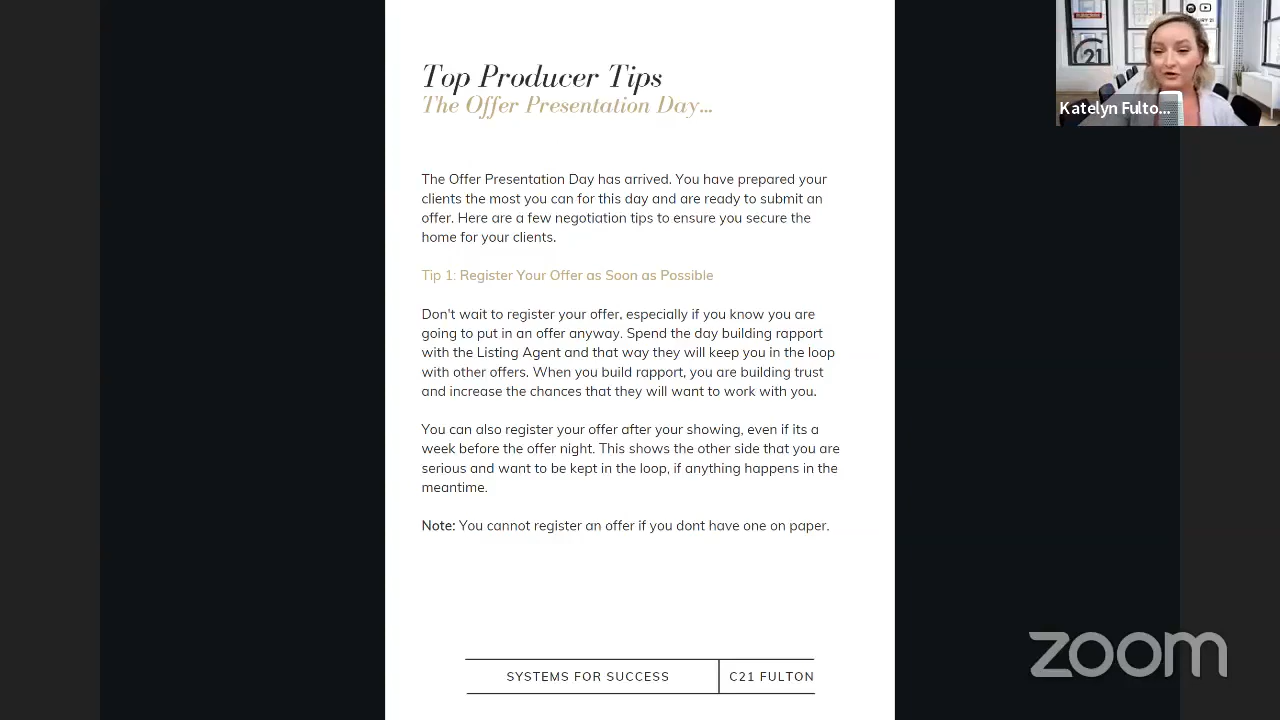 Top Producer Tips
The Offer Presentation Day...
The Offer Presentation Day has arrived. You have prepared your
clients the most you can for this day and are ready to submit an
offer. Here are a few negotiation tips to ensure you secure the
home for your clients.
Tip 1: Register Your Offer as Soon as Possible
Don't wait to register your offer, especially if you know you are
going to put in an offer anyway. Spend the day building rapport
with the Listing Agent and that way they will keep you in the loop
with other offers. When you build rapport, you are building trust
and increase the chances that they will want to work with you.
You can also register your offer after your showing, even if its a
week before the offer night. This shows the other side that you are
serious and want to be kept in the loop, if anything happens in the
meantime.
Note: You cannot register an offer if you dont have one on paper.
SYSTEMS FOR SUCCESS
C21 FULTON
21
Katelyn Fulto...
zoom